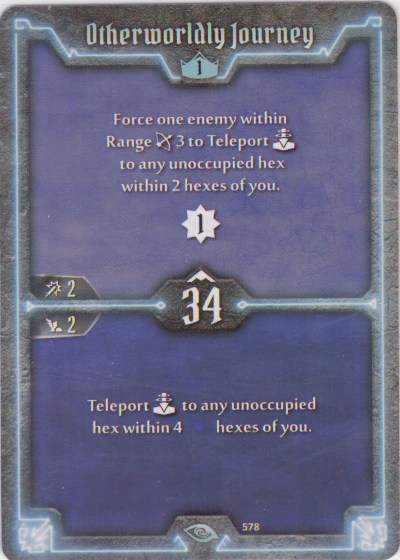 Otherworldly Journey
1
Force one enemy within
Range 3 to Teleport
to any unoccupied hex
within 2 hexes of you.
1
2
34
2
Teleport to any unoccupied
hex within 4 hexes of you.
578